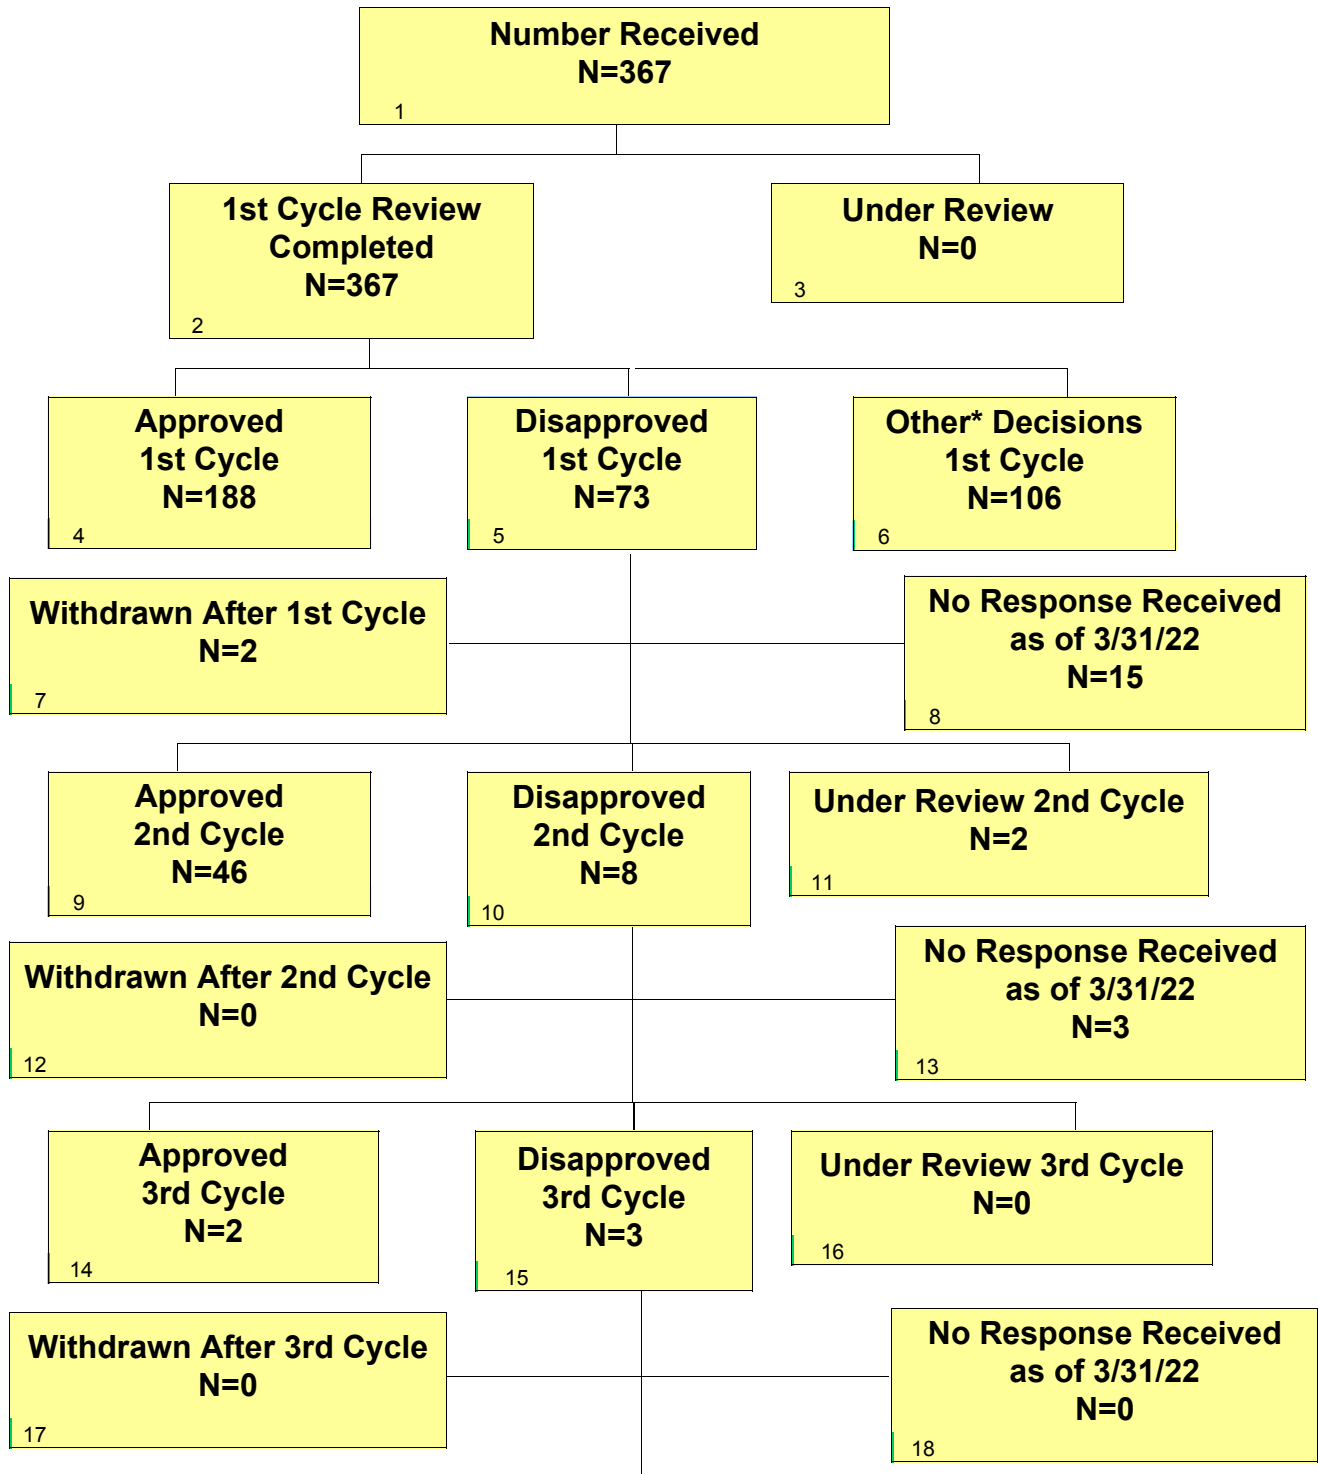 Number Received
N=367
1
1st Cycle Review
Completed
N=367
2
Under Review
N=0
3
Approved
1st Cycle
N=188
4
Disapproved
1st Cycle
N=73
5
Other* Decisions
1st Cycle
N=106
6
Withdrawn After 1st Cycle
N=2
7
No Response Received
as of 3/31/22
N=15
8
Approved
2nd Cycle
N=46
9
Disapproved
2nd Cycle
N=8
10
Under Review 2nd Cycle
N=2
11
Withdrawn After 2nd Cycle
N=0
12
No Response Received
as of 3/31/22
N=3
13
Approved
3rd Cycle
N=2
14
Disapproved
3rd Cycle
N=3
15
Under Review 3rd Cycle
N=0
16
Withdrawn After 3rd Cycle
N=0
17
No Response Received
as of 3/31/22
N=0
18